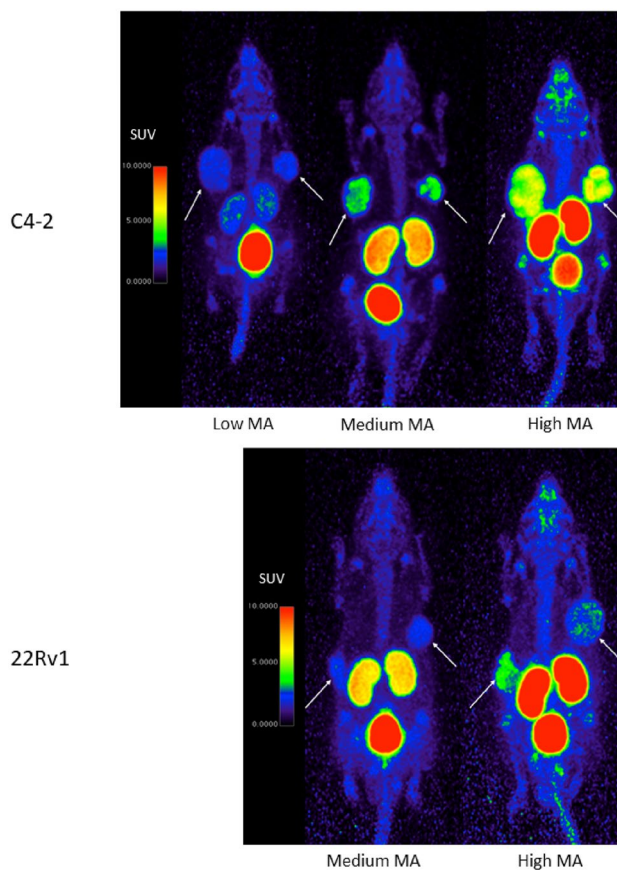 SUV
10.0000
5.0000
0.0000
C4-2
Low MA
Medium MA
High MA
SUV
10.0000
5.0000
0.0000
22Rv1
Medium MA
High MA